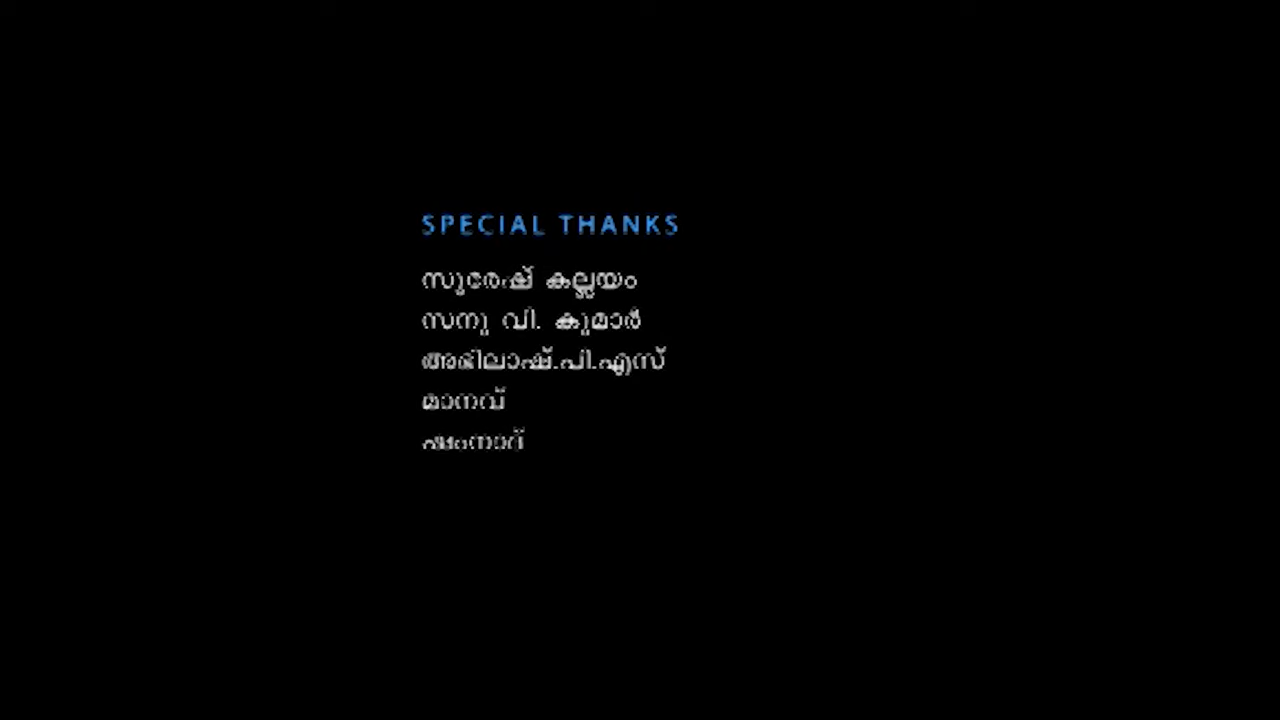 SPECIAL THANKS
സുരേഷ് കല്ലയം
സനു വി. കുമാർ
അഭിലാഷ്.പി.എസ്
മാനവ്
ഷംനാദ്